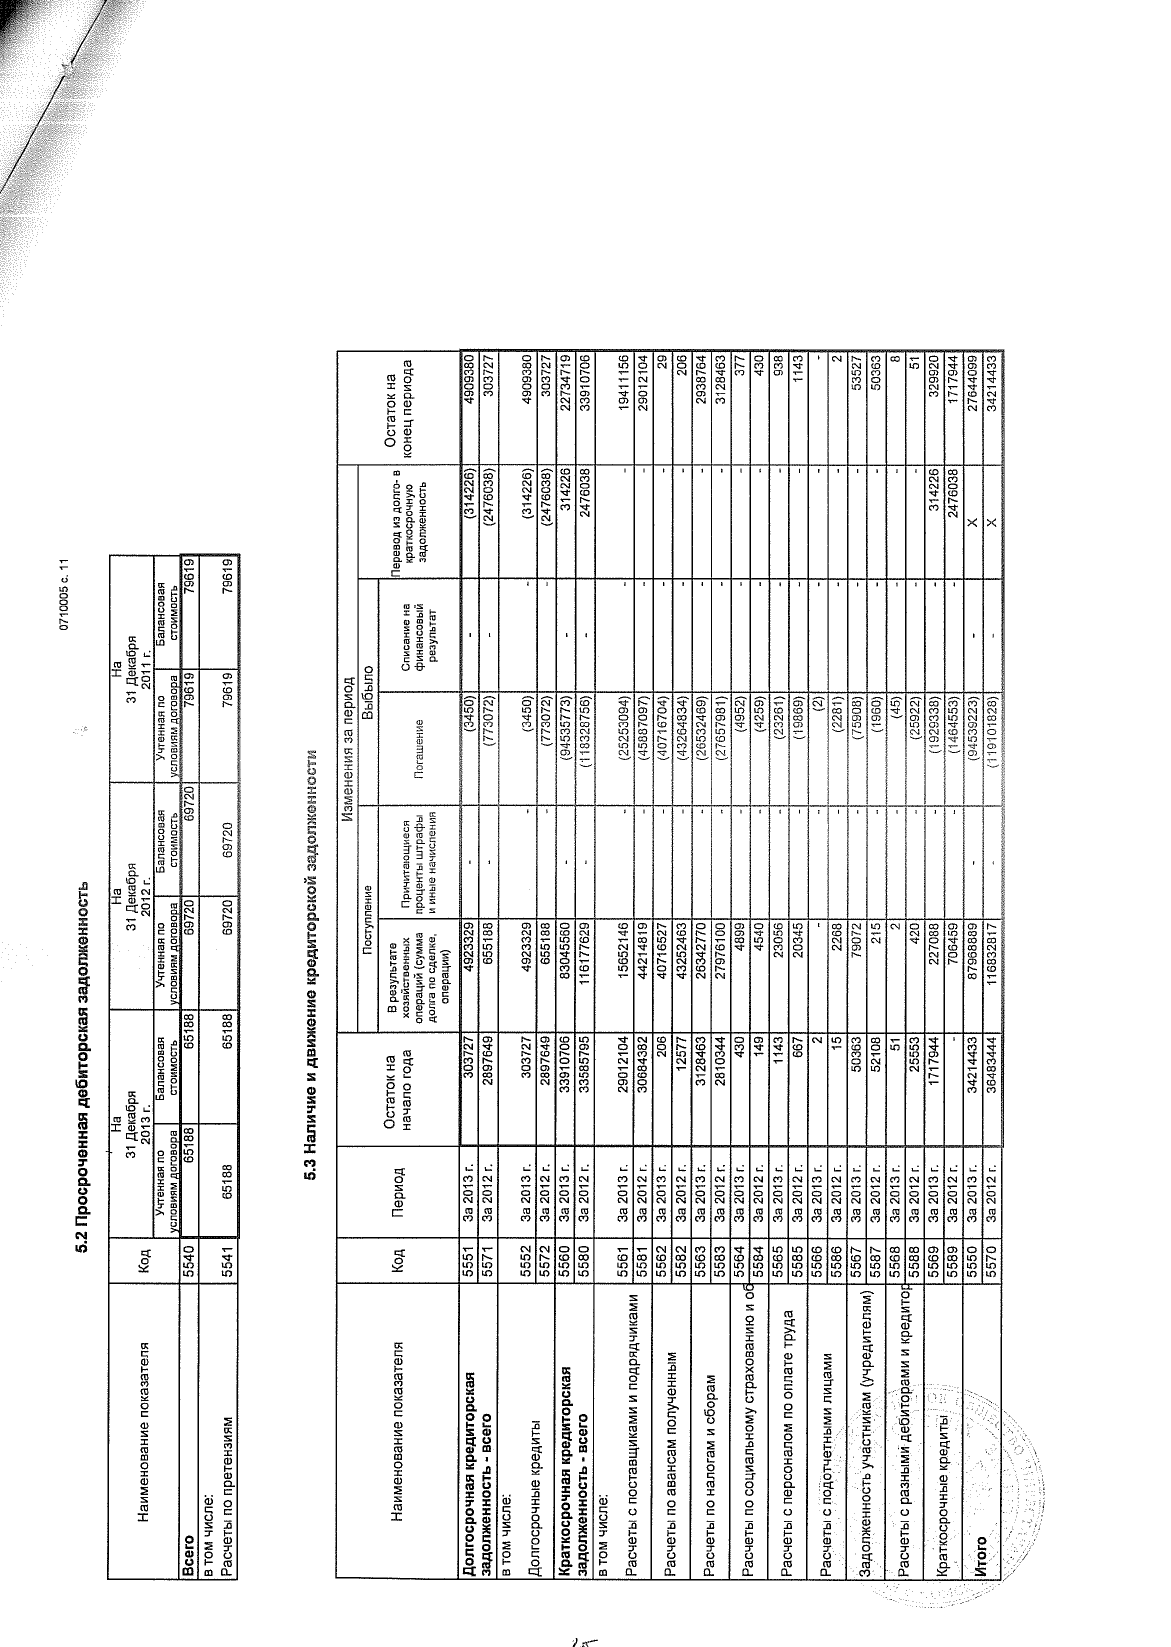 0710005 с. 11
5.2 Просроченная дебиторская задолженность
Наименование показателя Код На 31 Декабря 2013 г. На 31 Декабря 2012 г. На 31 Декабря 2011 г.
Учтенная по условиям договора Балансовая стоимость Учтенная по условиям договора Балансовая стоимость Учтенная по условиям договора Балансовая стоимость
Всего 5540 65188 65188 69720 69720 79619 79619
в том числе:
Расчеты по претензиям 5541 65188 65188 69720 69720 79619 79619
5.3 Наличие и движение кредиторской задолженности
Наименование показателя Код Период Остаток на начало года Изменения за период Остаток на конец периода
Поступление Выбыло Перевод из долго- в краткосрочную задолженность
В результате хозяйственных операций (сумма долга по сделке, операции) Причитающиеся проценты штрафы и иные начисления Погашение Списание на финансовый результат
Долгосрочная кредиторская 5551 За 2013 г. 303727 4923329 - (3450) - (314226) 4909380
задолженность - всего 5571 За 2012 г. 2897649 655188 - (773072) - (2476038) 303727
в том числе:
Долгосрочные кредиты 5552 За 2013 г. 303727 4923329 - (3450) - (314226) 4909380
5572 За 2012 г. 2897649 655188 (773072) (2476038) 303727
Краткосрочная кредиторская 5560 За 2013 г. 33910706 83045560 - (94535773) - 314226 22734719
задолженность - всего 5580 За 2012 г. 33585795 116177629 - (118328756) - 2476038 33910706
в том числе:
Расчеты с поставщиками и подрядчиками 5561 За 2013 г. 29012104 15652146 - (25253094) - - 19411156
5581 За 2012 г. 30684382 44214819 - (45887097) - - 29012104
Расчеты по авансам полученным 5562 За 2013 г. 206 40716527 - (40716704) - - 29
5582 За 2012 г. 12577 43252463 - (43264834) - - 206
Расчеты по налогам и сборам 5563 За 2013 г. 3128463 26342770 - (26532469) - - 2938764
5583 За 2012 г. 2810344 27976100 - (27657981) - - 3128463
Расчеты по социальному страхованию и об 5564 За 2013 г. 430 4899 - (4952) - - 377
5584 За 2012 г. 149 4540 - (4259) - - 430
Расчеты с персоналом по оплате труда 5565 За 2013 г. 1143 23056 - (23261) - - 938
5585 За 2012 г. 667 20345 - (19869) - - 1143
Расчеты с подотчетными лицами 5566 За 2013 г. 2 - - (2) - - -
5586 За 2012 г. 15 2268 - (2281) - - 2
Задолженность участникам (учредителям) 5567 За 2013 г. 50363 79072 - (75908) - - 53527
5587 За 2012 г. 52108 215 - (1960) - - 50363
Расчеты с разными дебиторами и кредитор 5568 За 2013 г. 51 2 - (45) - - 8
5588 За 2012 г. 25553 420 - (25922) - - 51
Краткосрочные кредиты 5569 За 2013 г. 1717944 227088 - (1929338) - 314226 329920
5589 За 2012 г. - 706459 - (1464553) - 2476038 1717944
Итого 5550 За 2013 г. 34214433 87968889 - (94539223) - X 27644099
5570 За 2012 г. 36483444 116832817 - (119101828) - X 34214433